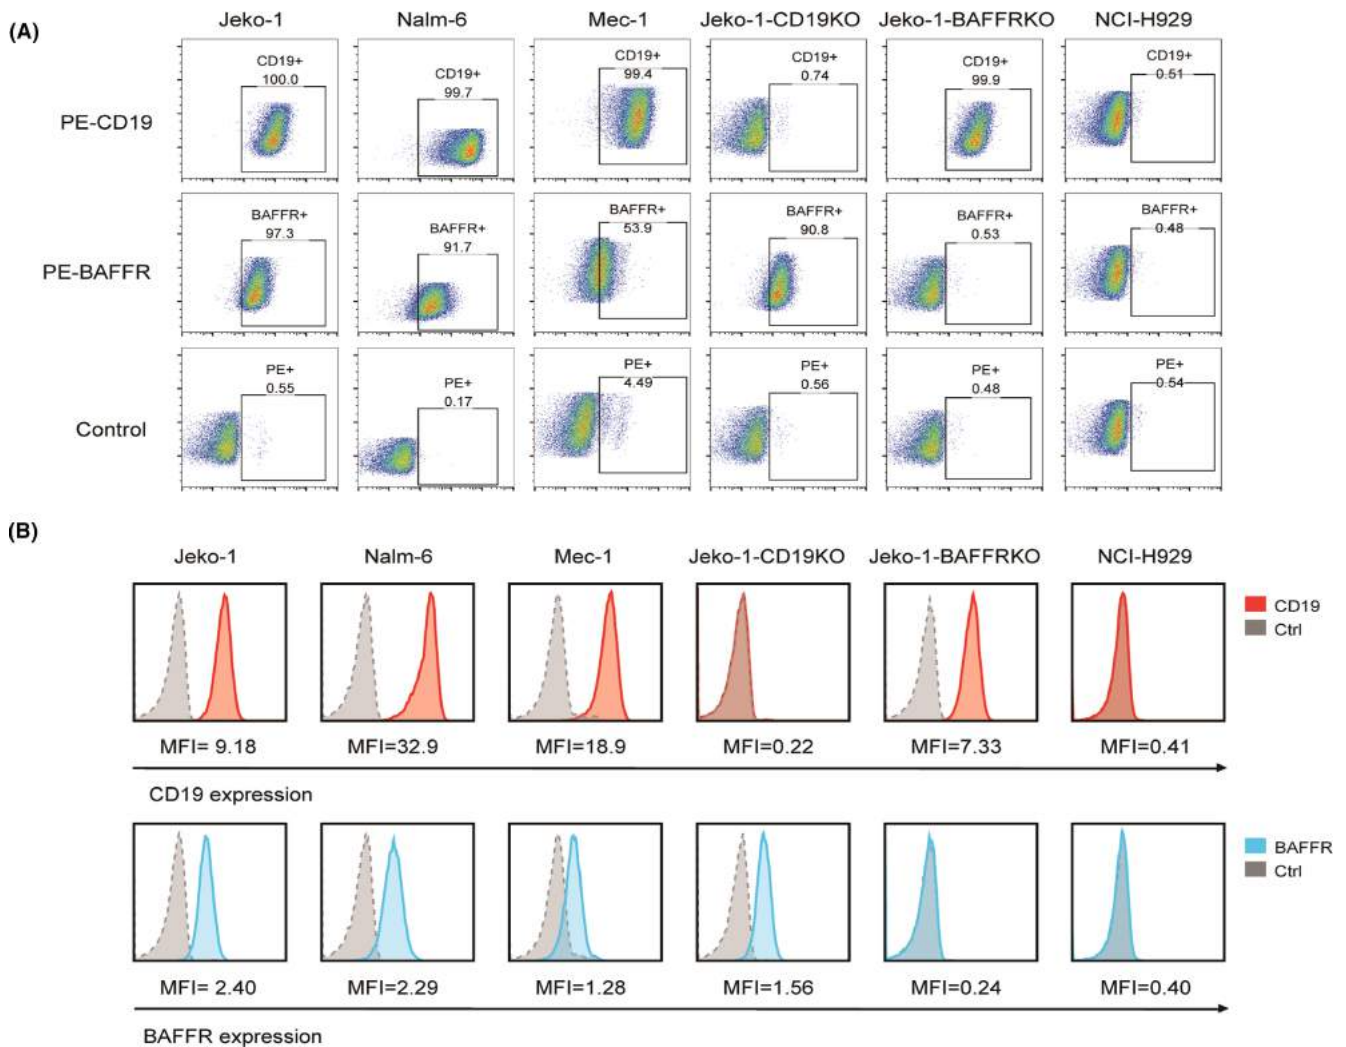 (A)
Jeko-1 Nalm-6 Mec-1 Jeko-1-CD19KO Jeko-1-BAFFRKO NCI-H929
PE-CD19
CD19+ CD19+ CD19+ CD19+ CD19+ CD19+
100.0 99.7 99.4 0.74 99.9 0.51
PE-BAFFR
BAFFR+ BAFFR+ BAFFR+ BAFFR+ BAFFR+ BAFFR+
97.3 91.7 53.9 90.8 0.53 0.48
Control
PE+ PE+ PE+ PE+ PE+ PE+
0.55 0.17 4.49 0.56 0.48 0.54
(B)
Jeko-1 Nalm-6 Mec-1 Jeko-1-CD19KO Jeko-1-BAFFRKO NCI-H929
CD19
Ctrl
MFI= 9.18 MFI=32.9 MFI=18.9 MFI=0.22 MFI=7.33 MFI=0.41
CD19 expression
BAFFR
Ctrl
MFI= 2.40 MFI=2.29 MFI=1.28 MFI=1.56 MFI=0.24 MFI=0.40
BAFFR expression